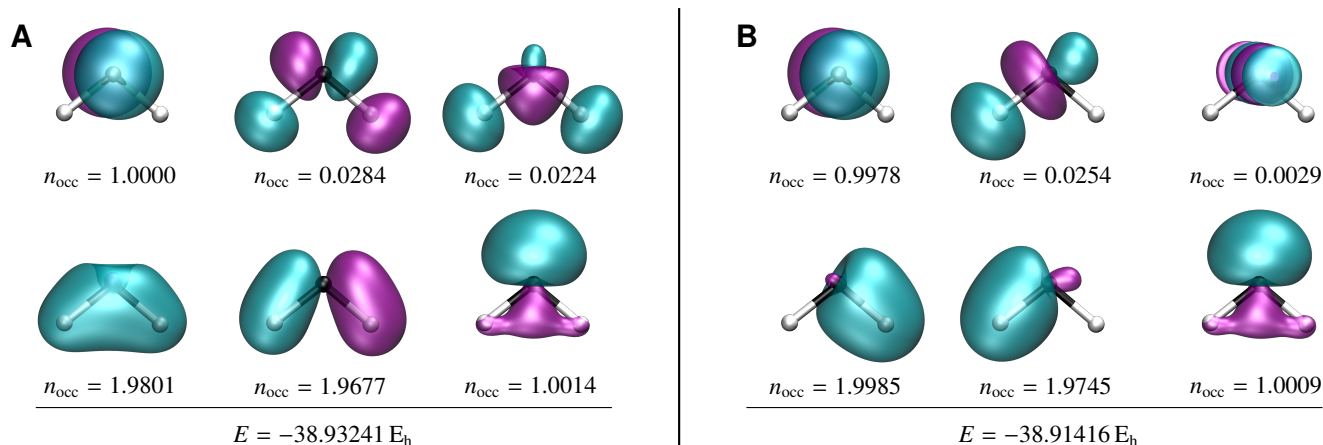 A
n_occ = 1.0000
n_occ = 0.0284
n_occ = 0.0224
n_occ = 1.9801
n_occ = 1.9677
n_occ = 1.0014
E = −38.93241 E_h
B
n_occ = 0.9978
n_occ = 0.0254
n_occ = 0.0029
n_occ = 1.9985
n_occ = 1.9745
n_occ = 1.0009
E = −38.91416 E_h